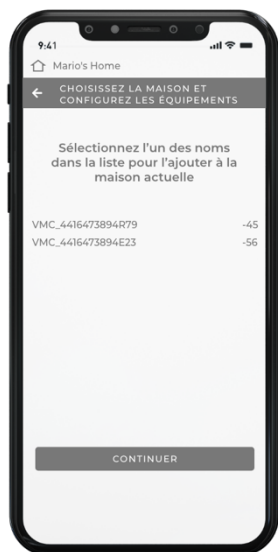 9:41
Mario's Home
CHOISISSEZ LA MAISON ET
CONFIGUREZ LES ÉQUIPEMENTS
Sélectionnez l'un des noms
dans la liste pour l'ajouter à la
maison actuelle
VMC_4416473894R79 -45
VMC_4416473894E23 -56
CONTINUER